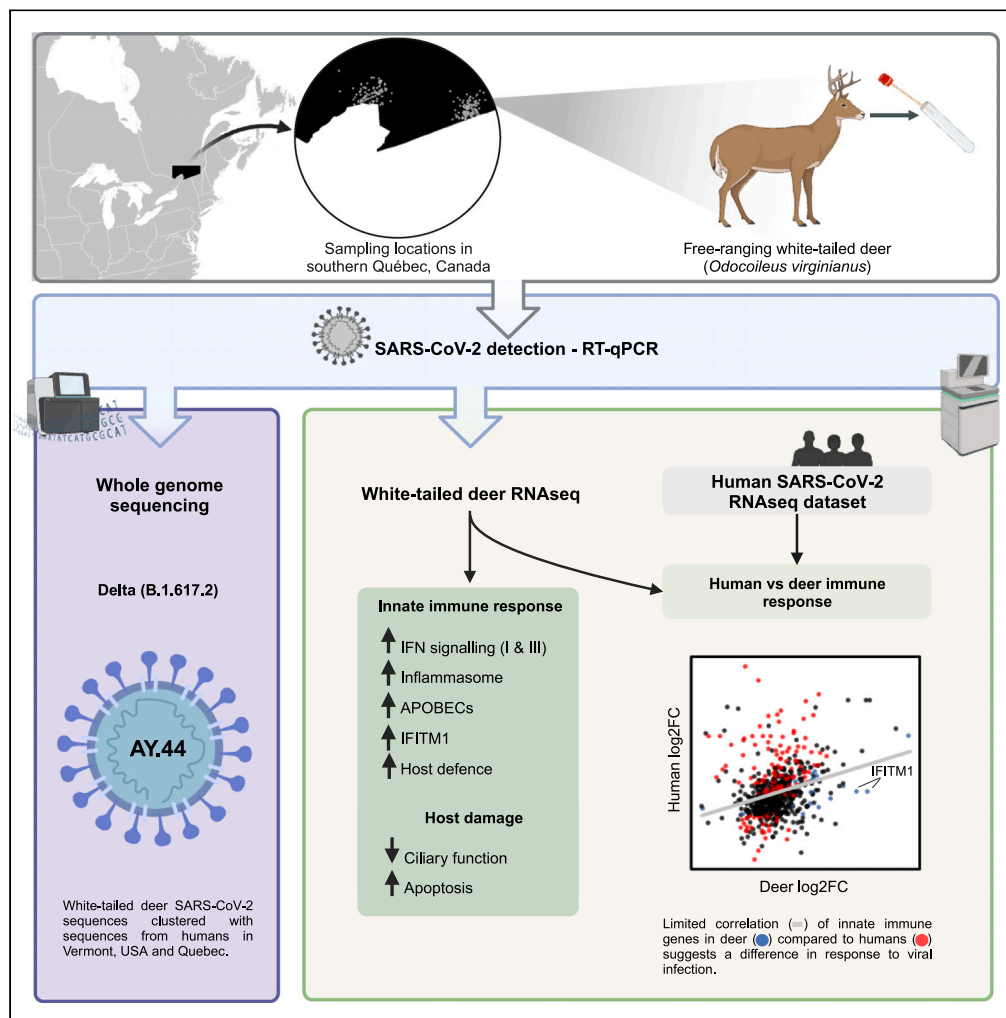 Sampling locations in
southern Québec, Canada
Free-ranging white-tailed deer
(Odocoileus virginianus)
SARS-CoV-2 detection - RT-qPCR
Whole genome
sequencing
Delta (B.1.617.2)
AY.44
White-tailed deer SARS-CoV-2
sequences clustered with
sequences from humans in
Vermont, USA and Quebec.
White-tailed deer RNAseq
Human SARS-CoV-2
RNAseq dataset
Human vs deer immune
response
Innate immune response
IFN signalling (I & III)
Inflammasome
APOBECs
IFITM1
Host defence
Host damage
Ciliary function
Apoptosis
Human log2FC
IFITM1
Deer log2FC
Limited correlation (=) of innate immune
genes in deer (●) compared to humans (●)
suggests a difference in response to viral
infection.